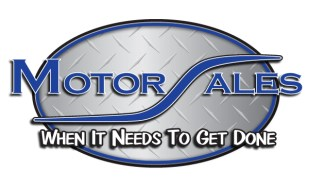 MOTOR SALES
WHEN IT NEEDS TO GET DONE